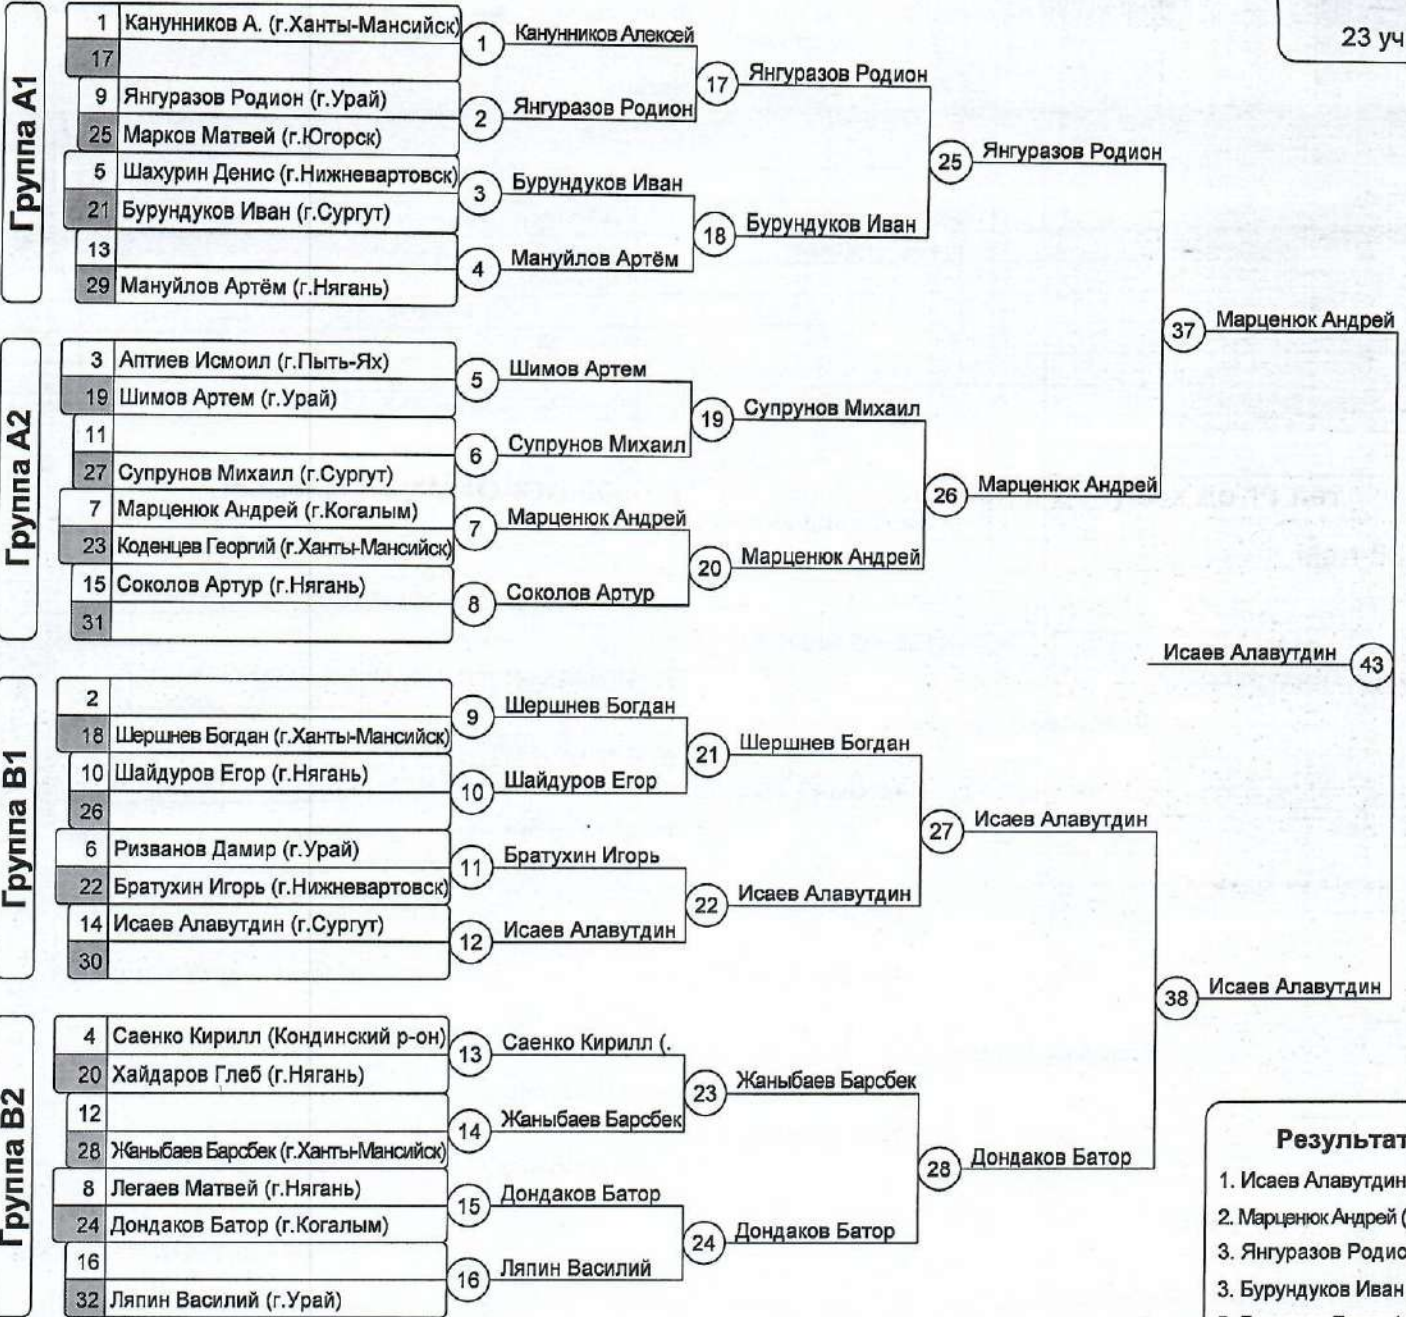 23 уч
Группа А1
1 Канунников А. (г.Ханты-Мансийск)
17
9 Янгуразов Родион (г.Урай)
25 Марков Матвей (г.Югорск)
5 Шахурин Денис (г.Нижневартовск)
21 Бурундуков Иван (г.Сургут)
13
29 Мануйлов Артём (г.Нягань)
1 Канунников Алексей
2 Янгуразов Родион
3 Бурундуков Иван
4 Мануйлов Артём
17 Янгуразов Родион
18 Бурундуков Иван
25 Янгуразов Родион
Группа А2
3 Аптиев Исмоил (г.Пыть-Ях)
19 Шимов Артем (г.Урай)
11
27 Супрунов Михаил (г.Сургут)
7 Марценюк Андрей (г.Когалым)
23 Коденцев Георгий (г.Ханты-Мансийск)
15 Соколов Артур (г.Нягань)
31
5 Шимов Артем
6 Супрунов Михаил
7 Марценюк Андрей
8 Соколов Артур
19 Супрунов Михаил
20 Марценюк Андрей
26 Марценюк Андрей
37 Марценюк Андрей
Исаев Алавутдин 43
Группа В1
2
18 Шершнев Богдан (г.Ханты-Мансийск)
10 Шайдуров Егор (г.Нягань)
26
6 Ризванов Дамир (г.Урай)
22 Братухин Игорь (г.Нижневартовск)
14 Исаев Алавутдин (г.Сургут)
30
9 Шершнев Богдан
10 Шайдуров Егор
11 Братухин Игорь
12 Исаев Алавутдин
21 Шершнев Богдан
22 Исаев Алавутдин
27 Исаев Алавутдин
38 Исаев Алавутдин
Группа В2
4 Саенко Кирилл (Кондинский р-он)
20 Хайдаров Глеб (г.Нягань)
12
28 Жаныбаев Барсбек (г.Ханты-Мансийск)
8 Легаев Матвей (г.Нягань)
24 Дондаков Батор (г.Когалым)
16
32 Ляпин Василий (г.Урай)
13 Саенко Кирилл (.
14 Жаныбаев Барсбек
15 Дондаков Батор
16 Ляпин Василий
23 Жаныбаев Барсбек
24 Дондаков Батор
28 Дондаков Батор
Результат
1. Исаев Алавутдин
2. Марценюк Андрей (
3. Янгуразов Родис
3. Бурундуков Иван